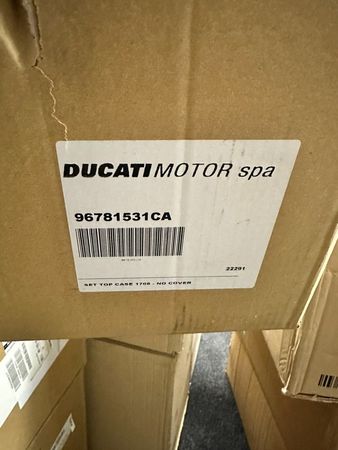 DUCATI MOTOR spa
96781531CA
22291
SET TOP CASE 1708 - NO COVER